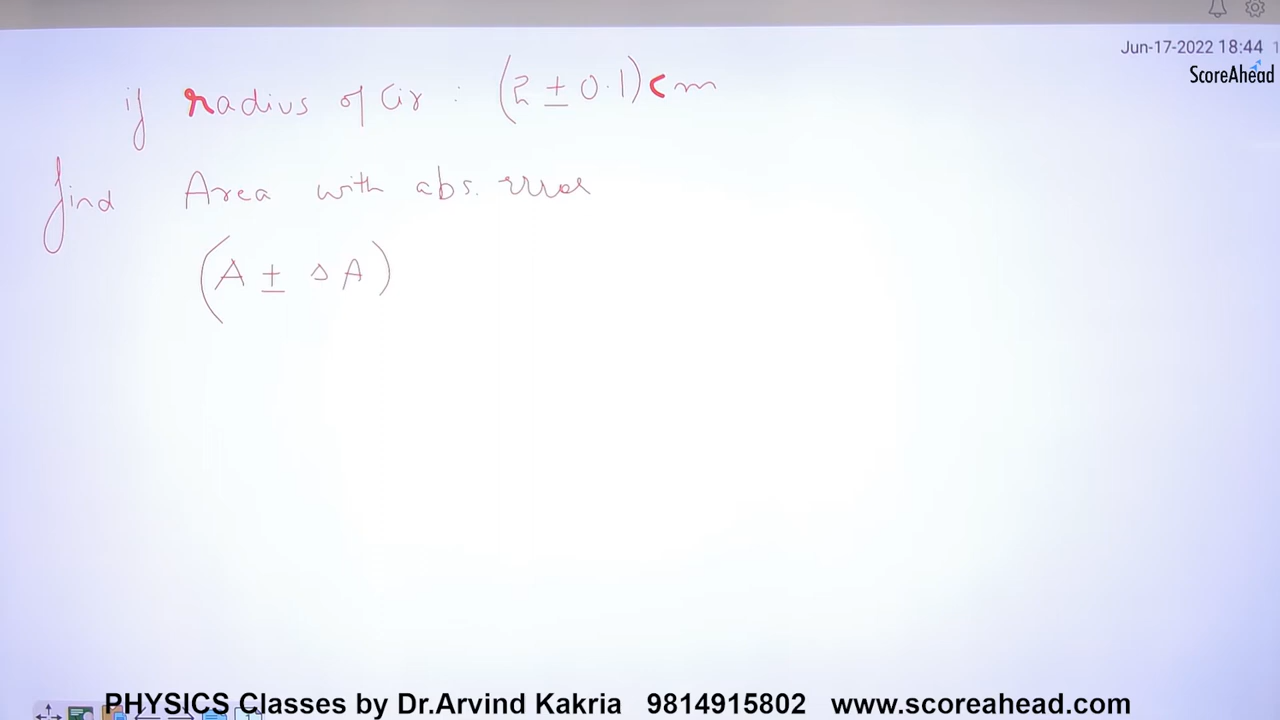 Jun-17-2022 18:44 1
ScoreAhead
if radius of Cir : (2 ± 0.1) cm
find Area with abs. error
(A ± ΔA)
PHYSICS Classes by Dr.Arvind Kakria 9814915802 www.scoreahead.com